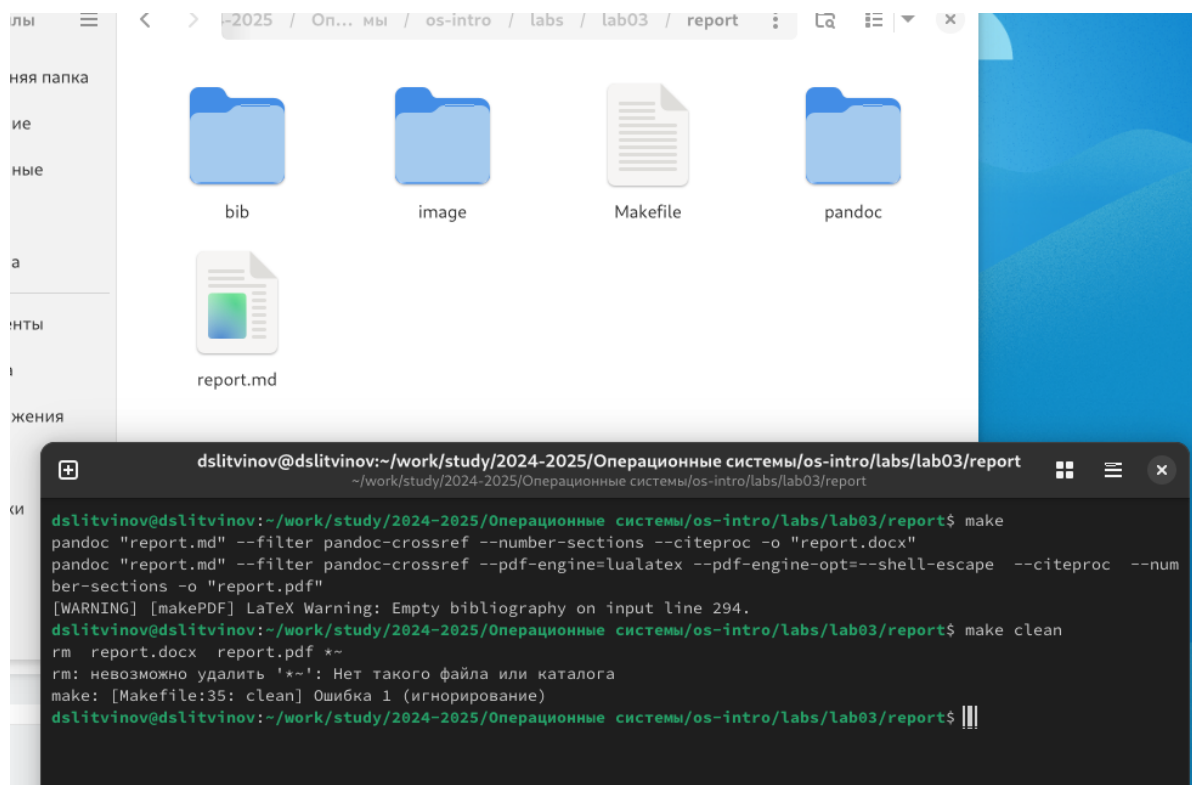 лы
-2025 / Оп… мы / os-intro / labs / lab03 / report
няя папка
ие
ные
bib image Makefile pandoc
а
енты
report.md
жения
ки
dslitvinov@dslitvinov:~/work/study/2024-2025/Операционные системы/os-intro/labs/lab03/report
~/work/study/2024-2025/Операционные системы/os-intro/labs/lab03/report
dslitvinov@dslitvinov:~/work/study/2024-2025/Операционные системы/os-intro/labs/lab03/report$ make
pandoc "report.md" --filter pandoc-crossref --number-sections --citeproc -o "report.docx"
pandoc "report.md" --filter pandoc-crossref --pdf-engine=lualatex --pdf-engine-opt=--shell-escape  --citeproc  --num
ber-sections -o "report.pdf"
[WARNING] [makePDF] LaTeX Warning: Empty bibliography on input line 294.
dslitvinov@dslitvinov:~/work/study/2024-2025/Операционные системы/os-intro/labs/lab03/report$ make clean
rm  report.docx  report.pdf *~
rm: невозможно удалить '*~': Нет такого файла или каталога
make: [Makefile:35: clean] Ошибка 1 (игнорирование)
dslitvinov@dslitvinov:~/work/study/2024-2025/Операционные системы/os-intro/labs/lab03/report$